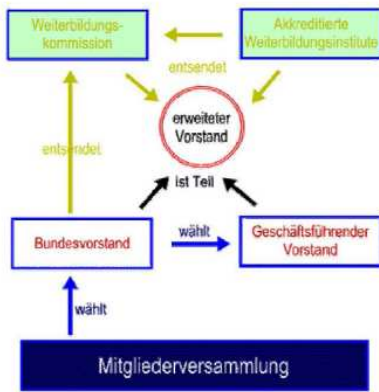 Weiterbildungs-
kommission
Akkreditierte
Weiterbildungsinstitute
entsendet
erweiteter
Vorstand
entsendet
ist Teil
Bundesvorstand
wählt
Geschäftsführender
Vorstand
wählt
Mitgliederversammlung